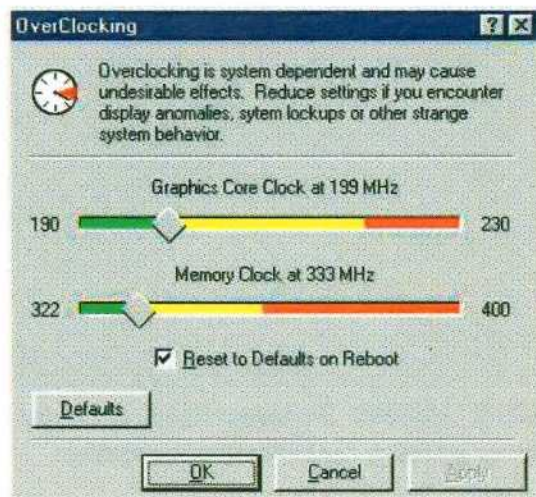 OverClocking
Overclocking is system dependent and may cause
undesirable effects. Reduce settings if you encounter
display anomalies, sytem lockups or other strange
system behavior.
Graphics Core Clock at 199 MHz
190 230
Memory Clock at 333 MHz
322 400
Reset to Defaults on Reboot
Defaults
OK Cancel Apply